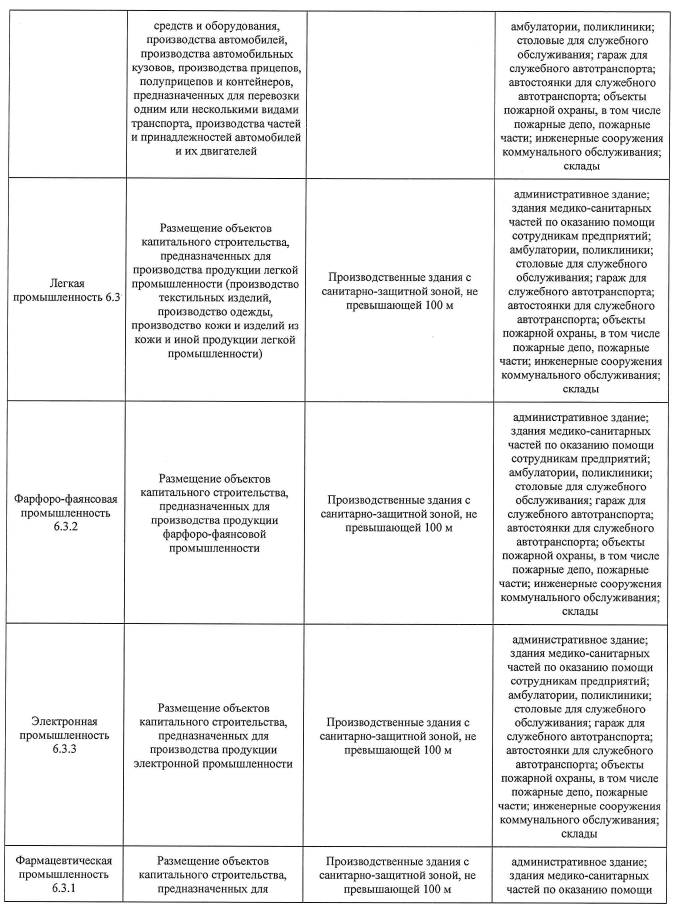 средств и оборудования,
производства автомобилей,
производства автомобильных
кузовов, производства прицепов,
полуприцепов и контейнеров,
предназначенных для перевозки
одним или несколькими видами
транспорта, производства частей
и принадлежностей автомобилей
и их двигателей
амбулатории, поликлиники;
столовые для служебного
обслуживания; гараж для
служебного автотранспорта;
автостоянки для служебного
автотранспорта; объекты
пожарной охраны, в том числе
пожарные депо, пожарные
части; инженерные сооружения
коммунального обслуживания;
склады
Легкая
промышленность 6.3
Размещение объектов
капитального строительства,
предназначенных для
производства продукции легкой
промышленности (производство
текстильных изделий,
производство одежды,
производство кожи и изделий из
кожи и иной продукции легкой
промышленности)
Производственные здания с
санитарно-защитной зоной, не
превышающей 100 м
административное здание;
здания медико-санитарных
частей по оказанию помощи
сотрудникам предприятий;
амбулатории, поликлиники;
столовые для служебного
обслуживания; гараж для
служебного автотранспорта;
автостоянки для служебного
автотранспорта; объекты
пожарной охраны, в том числе
пожарные депо, пожарные
части; инженерные сооружения
коммунального обслуживания;
склады
Фарфоро-фаянсовая
промышленность
6.3.2
Размещение объектов
капитального строительства,
предназначенных для
производства продукции
фарфоро-фаянсовой
промышленности
Производственные здания с
санитарно-защитной зоной, не
превышающей 100 м
административное здание;
здания медико-санитарных
частей по оказанию помощи
сотрудникам предприятий;
амбулатории, поликлиники;
столовые для служебного
обслуживания; гараж для
служебного автотранспорта;
автостоянки для служебного
автотранспорта; объекты
пожарной охраны, в том числе
пожарные депо, пожарные
части; инженерные сооружения
коммунального обслуживания;
склады
Электронная
промышленность
6.3.3
Размещение объектов
капитального строительства,
предназначенных для
производства продукции
электронной промышленности
Производственные здания с
санитарно-защитной зоной, не
превышающей 100 м
административное здание;
здания медико-санитарных
частей по оказанию помощи
сотрудникам предприятий;
амбулатории, поликлиники;
столовые для служебного
обслуживания; гараж для
служебного автотранспорта;
автостоянки для служебного
автотранспорта; объекты
пожарной охраны, в том числе
пожарные депо, пожарные
части; инженерные сооружения
коммунального обслуживания;
склады
Фармацевтическая
промышленность
6.3.1
Размещение объектов
капитального строительства,
предназначенных для
Производственные здания с
санитарно-защитной зоной, не
превышающей 100 м
административное здание;
здания медико-санитарных
частей по оказанию помощи